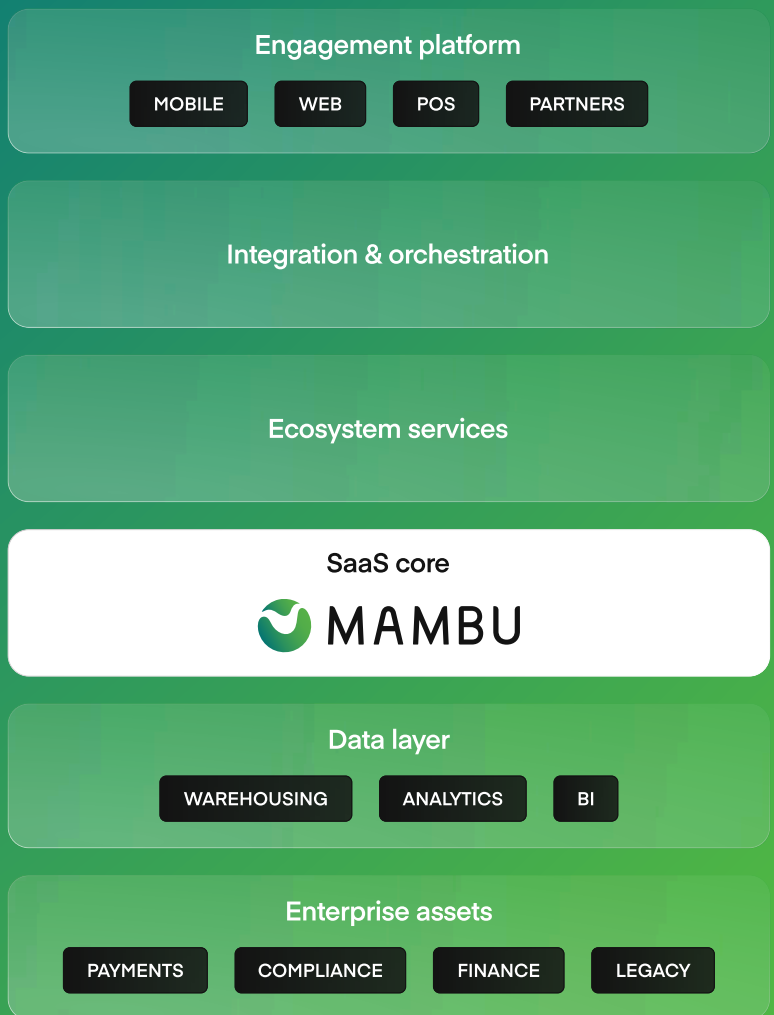 Engagement platform
MOBILE WEB POS PARTNERS
Integration & orchestration
Ecosystem services
SaaS core
MAMBU
Data layer
WAREHOUSING ANALYTICS BI
Enterprise assets
PAYMENTS COMPLIANCE FINANCE LEGACY